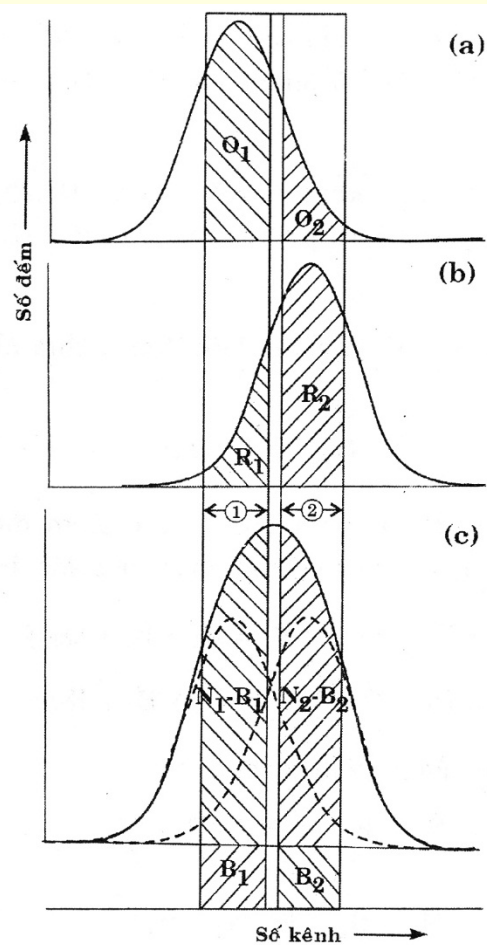 (a)
O₁
O₂
Số đếm
(b)
R₂
R₁
① ②
(c)
N₁-B₁ N₂-B₂
B₁ B₂
Số kênh